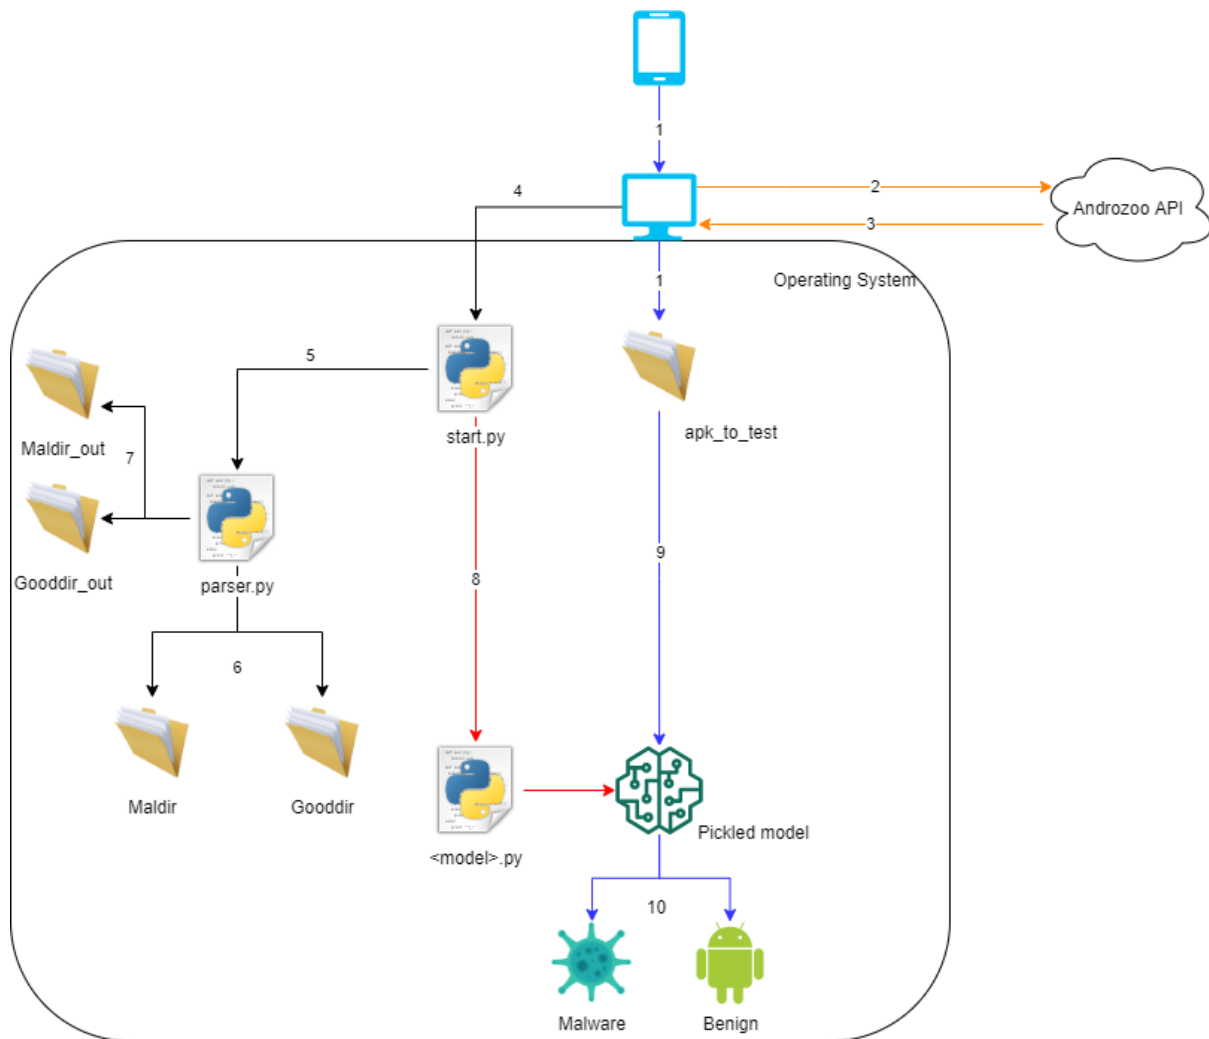 1
4
2
Androzoo API
3
1
Operating System
5
Maldir_out
start.py
apk_to_test
7
9
Gooddir_out
parser.py
8
6
Maldir
Gooddir
Pickled model
<model>.py
10
Malware
Benign